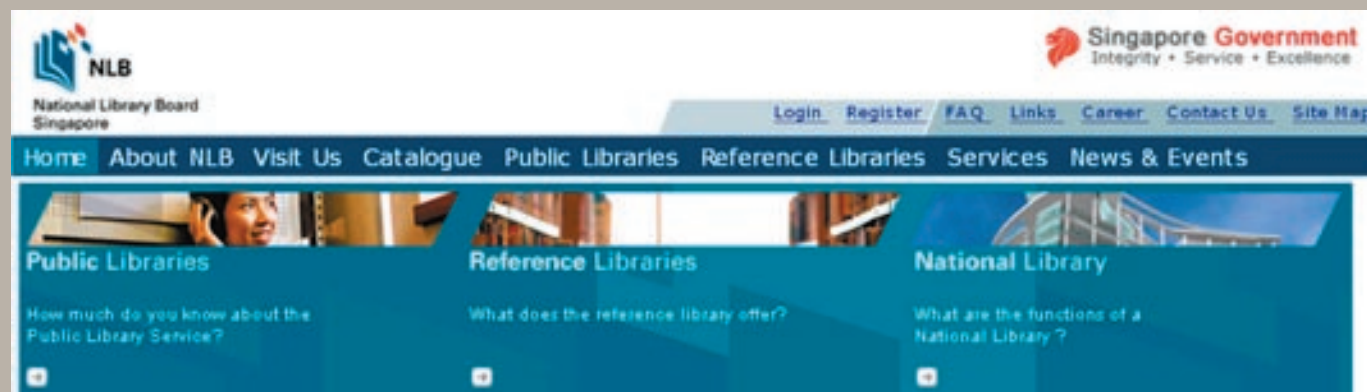 NLB
National Library Board
Singapore
Singapore Government
Integrity • Service • Excellence
Login Register FAQ Links Career Contact Us Site Map
Home About NLB Visit Us Catalogue Public Libraries Reference Libraries Services News & Events
Public Libraries
How much do you know about the
Public Library Service?
Reference Libraries
What does the reference library offer?
National Library
What are the functions of a
National Library ?